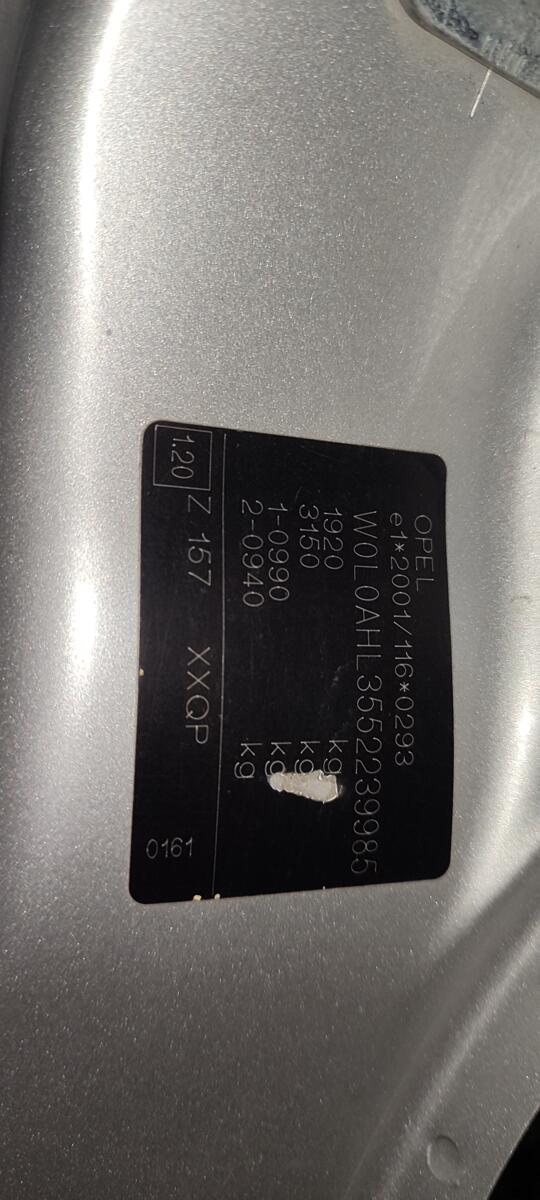 OPEL
e1*2001/116*0293
W0L0AHL3552239985
1920 kg
3150 kg
1-0990 kg
2-0940 kg
1.20 Z 157 XXQP 0161